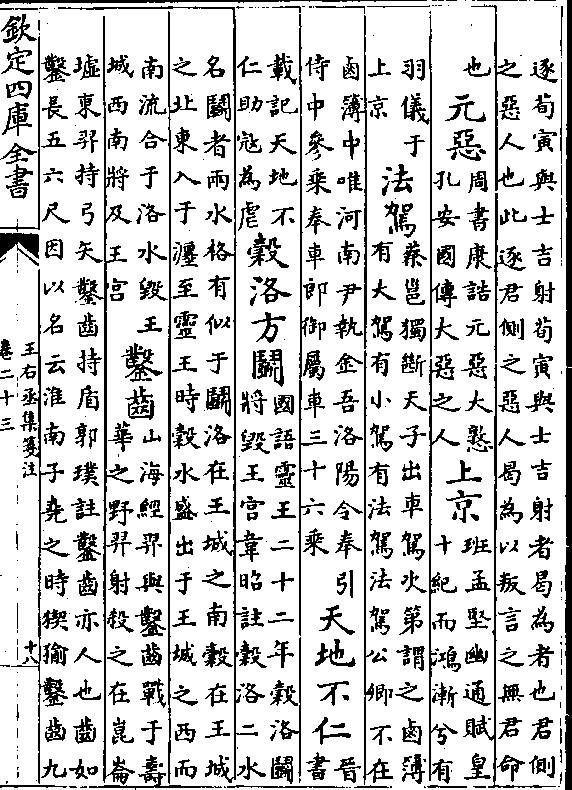 逐荀寅與士吉射荀寅與士吉射者曷為者也君側
之惡人也此逐君側之惡人曷為以叛言之無君命
也 元惡 周書康誥元惡大憝孔安國傳大惡之人 上京 班孟堅幽通賦皇十紀而鴻漸兮有
羽儀于上京 法駕 蔡邕獨斷天子出車駕次第謂之鹵簿有大駕有小駕有法駕法駕公卿不在
鹵簿中唯河南尹執金吾洛陽令奉引侍中參乘奉車郎御屬車三十六乘 天地不仁 晉書
載記天地不仁助寇為虐 穀洛方鬬 國語靈王二十二年穀洛鬬將毀王宫韋昭註穀洛二水
名鬬者兩水格有似于鬬洛在王城之南穀在王城
之北東入于瀍至靈王時穀水盛出于王城之西而
南流合于洛水毀王城西南將及王宫 鑿齒 山海經羿與鑿齒戰于壽華之野羿射殺之在崑崙
墟東羿持弓矢鑿齒持盾郭璞註鑿齒亦人也齒如
鑿長五六尺因以名云淮南子堯之時猰貐鑿齒九
欽定四庫全書
王右丞集箋注
卷二十三
十八